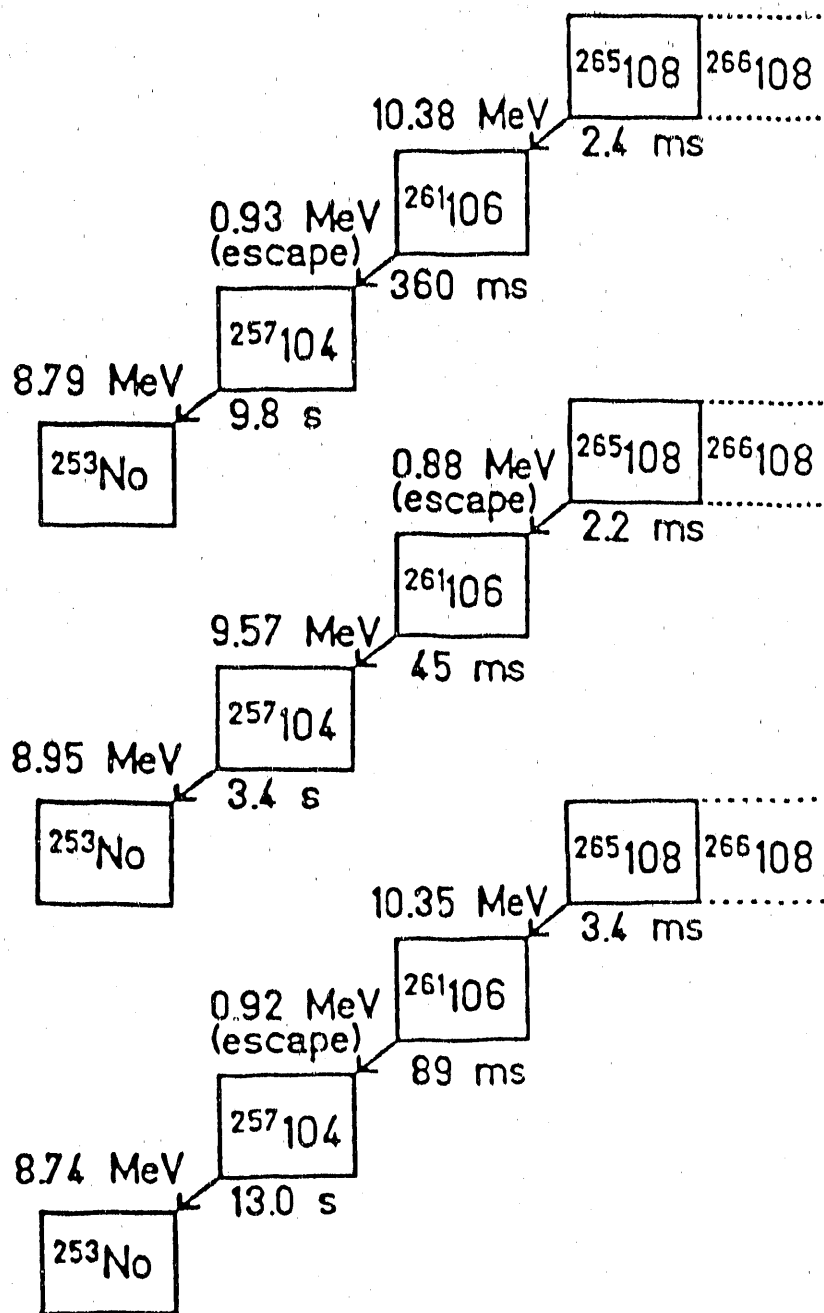 ²⁶⁵108 ²⁶⁶108
10.38 MeV
2.4 ms
²⁶¹106
0.93 MeV
(escape)
360 ms
²⁵⁷104
8.79 MeV
9.8 s
²⁵³No
²⁶⁵108 ²⁶⁶108
0.88 MeV
(escape)
2.2 ms
²⁶¹106
9.57 MeV
45 ms
²⁵⁷104
8.95 MeV
3.4 s
²⁵³No
²⁶⁵108 ²⁶⁶108
10.35 MeV
3.4 ms
²⁶¹106
0.92 MeV
(escape)
89 ms
²⁵⁷104
8.74 MeV
13.0 s
²⁵³No